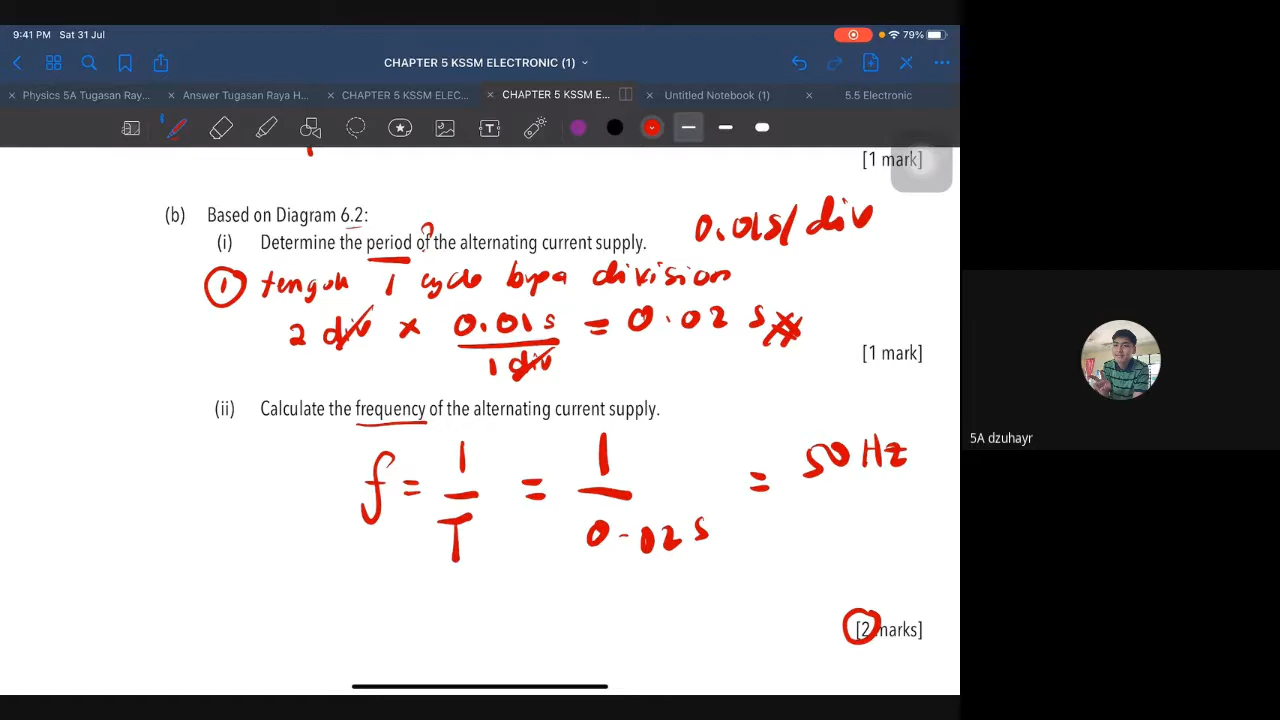 9:41 PM Sat 31 Jul 79%
CHAPTER 5 KSSM ELECTRONIC (1)
Physics 5A Tugasan Ray... Answer Tugasan Raya H... CHAPTER 5 KSSM ELEC... CHAPTER 5 KSSM E... Untitled Notebook (1) 5.5 Electronic
[1 mark]
(b) Based on Diagram 6.2:
0.01s/div
(i) Determine the period of the alternating current supply.
① tengok 1 cycle brpa division
2 div × 0.01 s / 1 div = 0.02 s
[1 mark]
(ii) Calculate the frequency of the alternating current supply.
f = 1 / T = 1 / 0.02 s = 50 Hz
[2 marks]
5A dzuhayr